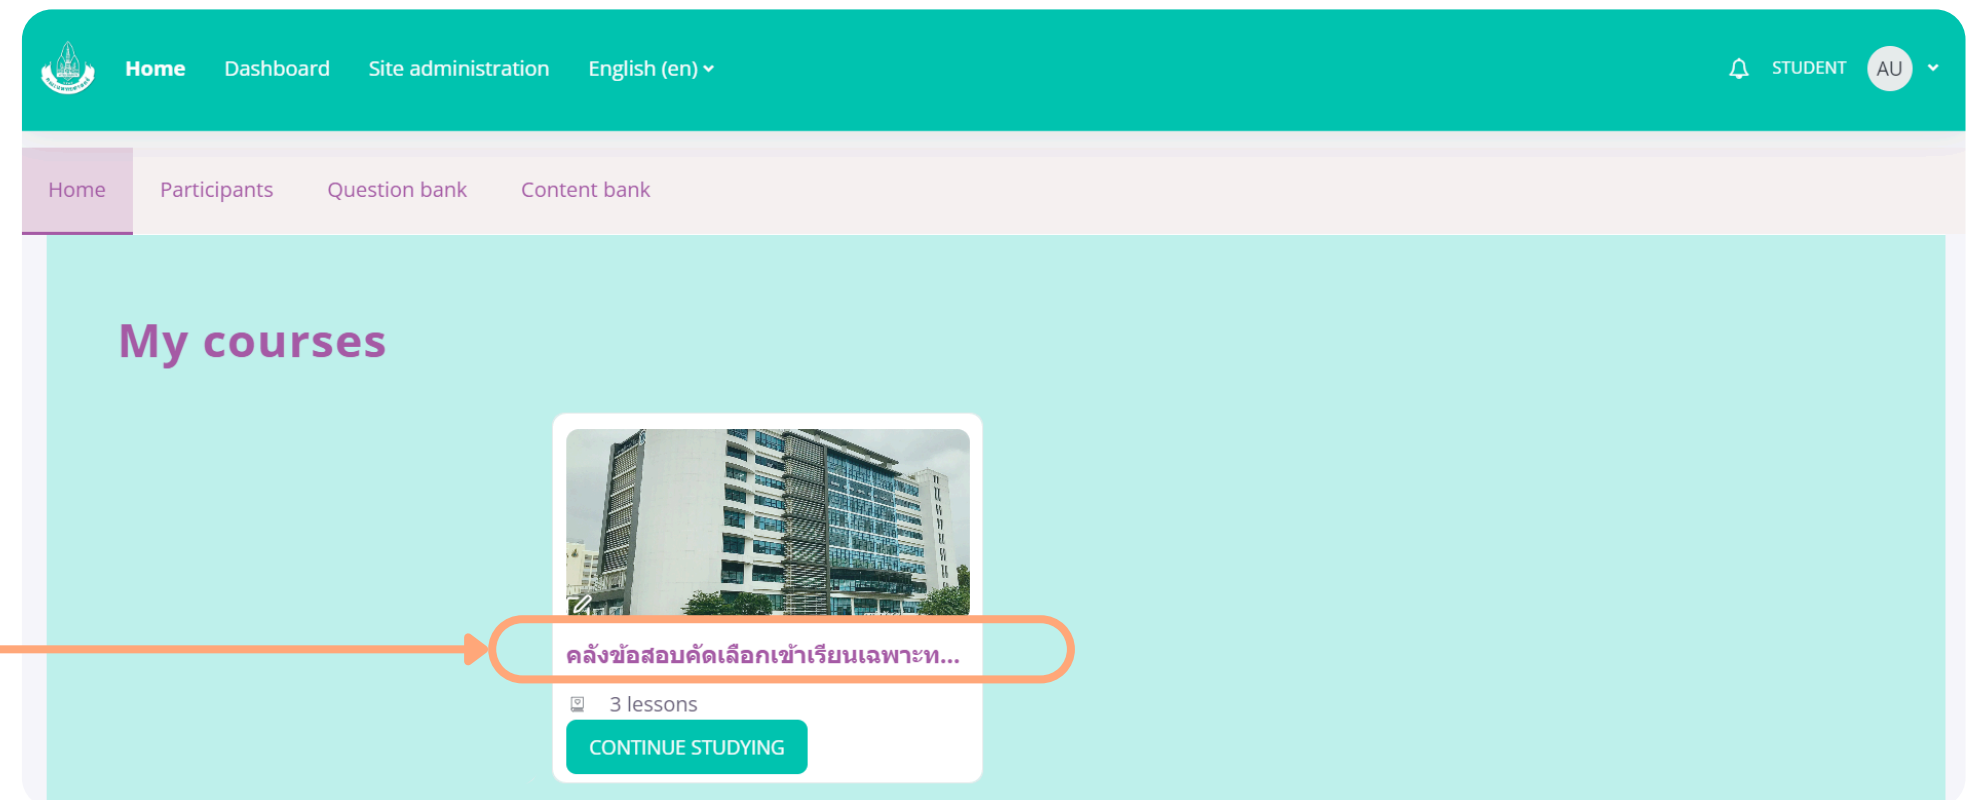 Home Dashboard Site administration English (en) STUDENT AU
Home Participants Question bank Content bank
My courses
คลังข้อสอบคัดเลือกเข้าเรียนเฉพาะท...
3 lessons
CONTINUE STUDYING